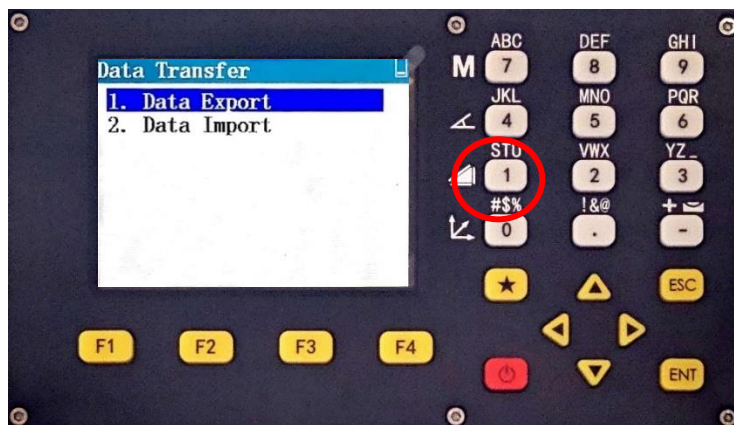 Data Transfer
1. Data Export
2. Data Import
ABC DEF GHI
M 7 8 9
JKL MNO PQR
4 5 6
STU VWX YZ_
1 2 3
#$% !&@ +
0 . -
★ ESC
F1 F2 F3 F4
ENT